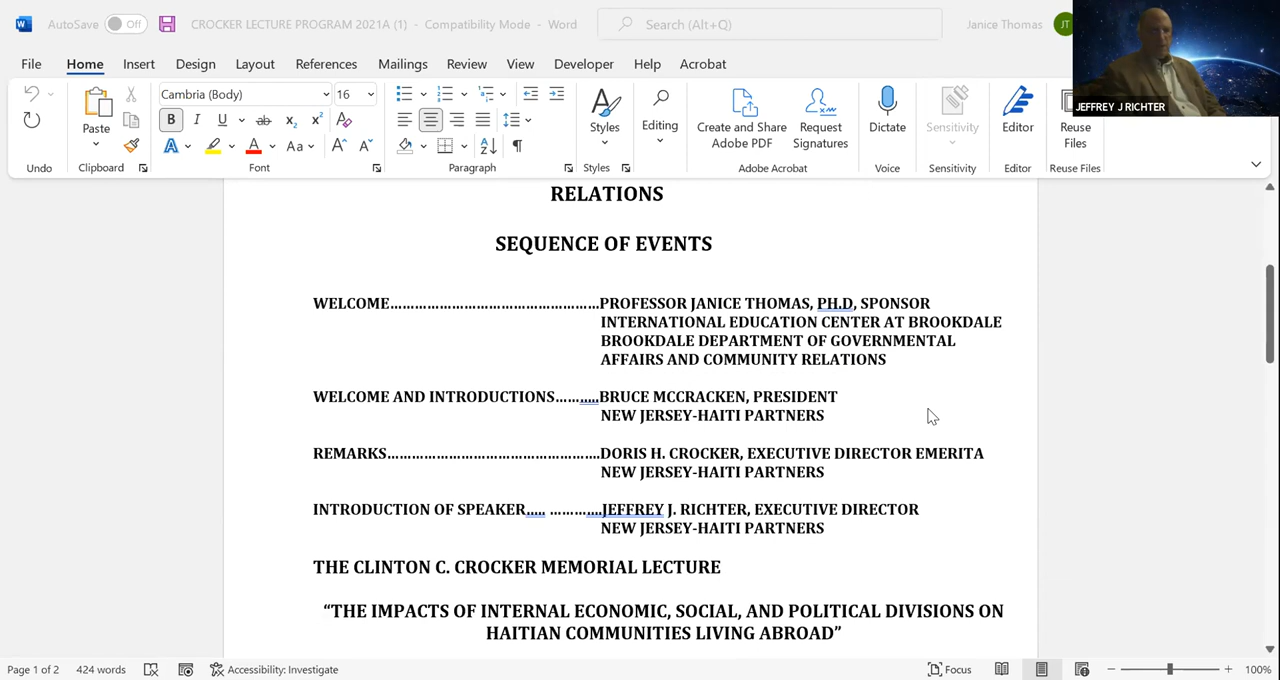 AutoSave Off CROCKER LECTURE PROGRAM 2021A (1) - Compatibility Mode - Word Search (Alt+Q) Janice Thomas JT
File Home Insert Design Layout References Mailings Review View Developer Help Acrobat
JEFFREY J RICHTER
Cambria (Body) 16
Paste Styles Editing Create and Share Adobe PDF Request Signatures Dictate Sensitivity Editor Reuse Files
B I U ab x₂ x² A
A A Aa A A
Undo Clipboard Font Paragraph Styles Adobe Acrobat Voice Sensitivity Editor Reuse Files
RELATIONS
SEQUENCE OF EVENTS
WELCOME................................................PROFESSOR JANICE THOMAS, PH.D, SPONSOR
INTERNATIONAL EDUCATION CENTER AT BROOKDALE
BROOKDALE DEPARTMENT OF GOVERNMENTAL
AFFAIRS AND COMMUNITY RELATIONS
WELCOME AND INTRODUCTIONS...........BRUCE MCCRACKEN, PRESIDENT
NEW JERSEY-HAITI PARTNERS
REMARKS.................................................DORIS H. CROCKER, EXECUTIVE DIRECTOR EMERITA
NEW JERSEY-HAITI PARTNERS
INTRODUCTION OF SPEAKER..... .............JEFFREY J. RICHTER, EXECUTIVE DIRECTOR
NEW JERSEY-HAITI PARTNERS
THE CLINTON C. CROCKER MEMORIAL LECTURE
“THE IMPACTS OF INTERNAL ECONOMIC, SOCIAL, AND POLITICAL DIVISIONS ON
HAITIAN COMMUNITIES LIVING ABROAD”
Page 1 of 2 424 words Accessibility: Investigate Focus 100%